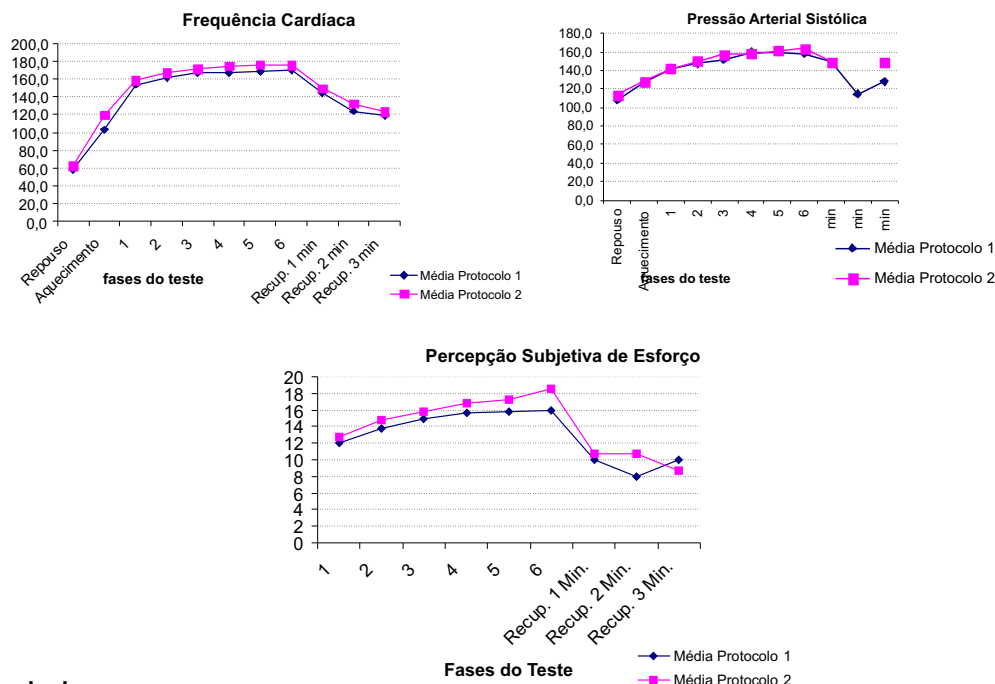 Frequência Cardíaca
200,0
180,0
160,0
140,0
120,0
100,0
80,0
60,0
40,0
20,0
0,0
Repouso
Aquecimento
1
2
3
4
5
6
Recup. 1 min
Recup. 2 min
Recup. 3 min
fases do teste
Média Protocolo 1
Média Protocolo 2
Pressão Arterial Sistólica
180,0
160,0
140,0
120,0
100,0
80,0
60,0
40,0
20,0
0,0
Repouso
Aquecimento
1
2
3
4
5
6
min
min
min
fases do teste
Média Protocolo 1
Média Protocolo 2
Percepção Subjetiva de Esforço
20
18
16
14
12
10
8
6
4
2
0
1
2
3
4
5
6
Recup. 1 Min.
Recup. 2 Min.
Recup. 3 Min.
Fases do Teste
Média Protocolo 1
Média Protocolo 2